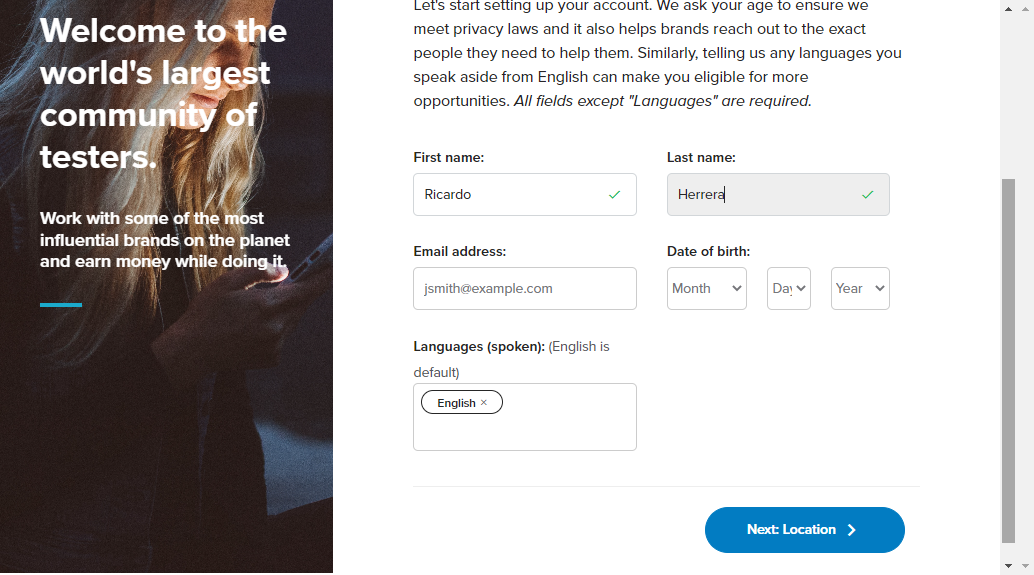 Welcome to the
world's largest
community of
testers.
Work with some of the most
influential brands on the planet
and earn money while doing it.
Let's start setting up your account. We ask your age to ensure we
meet privacy laws and it also helps brands reach out to the exact
people they need to help them. Similarly, telling us any languages you
speak aside from English can make you eligible for more
opportunities. All fields except "Languages" are required.
First name:
Last name:
Ricardo
Herrera
Email address:
Date of birth:
jsmith@example.com
Month
Day
Year
Languages (spoken): (English is
default)
English ×
Next: Location